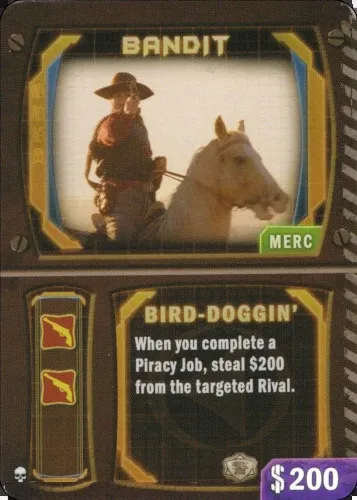 BANDIT
MERC
BIRD-DOGGIN'
When you complete a
Piracy Job, steal $200
from the targeted Rival.
$200